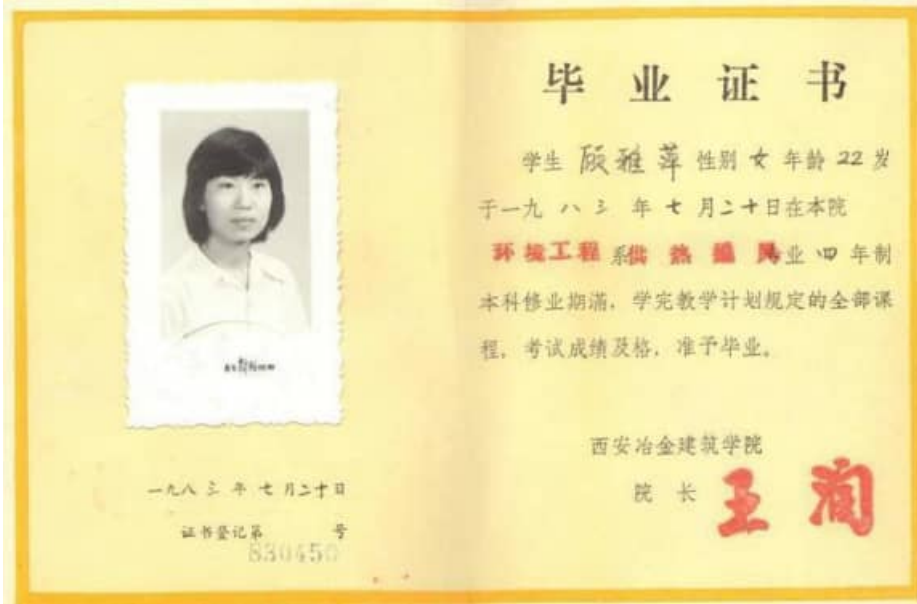 一九八三年七月二十日
证书登记第 号
830450
毕业证书
学生 顾雅萍 性别 女 年龄 22 岁
于一九八三年七月二十日在本院
环境工程系供热通风专业四年制
本科修业期满，学完教学计划规定的全部课
程，考试成绩及格，准予毕业。
西安冶金建筑学院
院长 王润